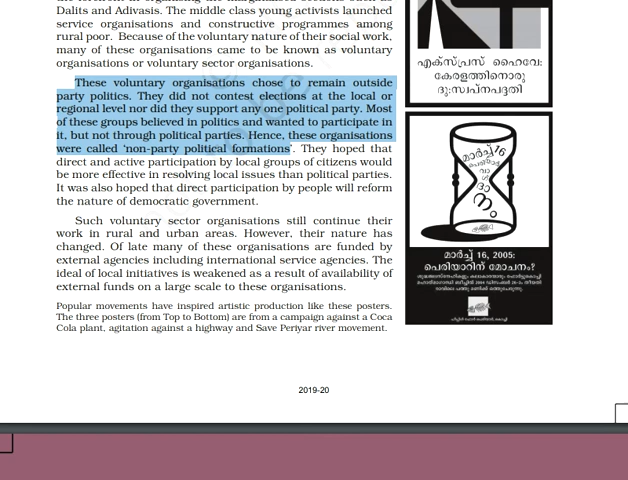 Dalits and Adivasis. The middle class young activists launched
service organisations and constructive programmes among
rural poor. Because of the voluntary nature of their social work,
many of these organisations came to be known as voluntary
organisations or voluntary sector organisations.
These voluntary organisations chose to remain outside
party politics. They did not contest elections at the local or
regional level nor did they support any one political party. Most
of these groups believed in politics and wanted to participate in
it, but not through political parties. Hence, these organisations
were called ‘non-party political formations’. They hoped that
direct and active participation by local groups of citizens would
be more effective in resolving local issues than political parties.
It was also hoped that direct participation by people will reform
the nature of democratic government.
Such voluntary sector organisations still continue their
work in rural and urban areas. However, their nature has
changed. Of late many of these organisations are funded by
external agencies including international service agencies. The
ideal of local initiatives is weakened as a result of availability of
external funds on a large scale to these organisations.
Popular movements have inspired artistic production like these posters.
The three posters (from Top to Bottom) are from a campaign against a Coca
Cola plant, agitation against a highway and Save Periyar river movement.
എക്സ്പ്രസ് ഹൈവേ:
കേരളത്തിനൊരു
ദു:സ്വപ്നപദ്ധതി
മാർച്ച് 16
പെരിയാർ
വാഗ്ദാനം
മാർച്ച് 16, 2005:
പെരിയാറിന് മോചനം?
2019-20